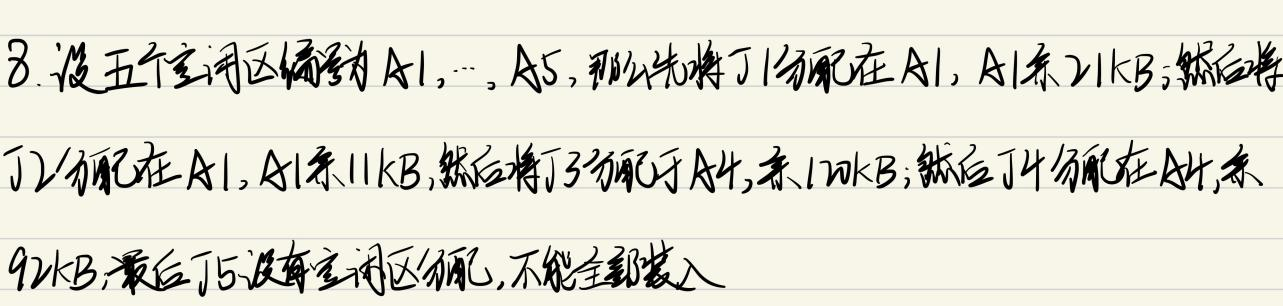 8. 设五个空闲区编号为A1,…,A5,那么先将J1分配在A1,A1余21KB;然后将
J2分配在A1,A1余11KB,然后将J3分配于A4,余120KB;然后J4分配在A4,余
92KB;最后J5没有空闲区分配,不能全部装入